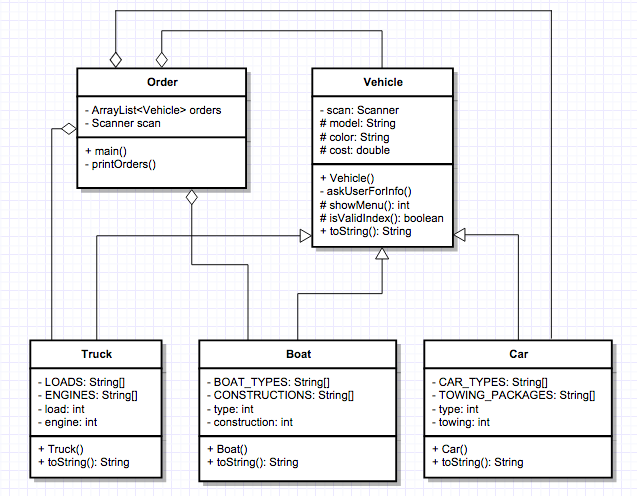 Order
- ArrayList<Vehicle> orders
- Scanner scan
+ main()
- printOrders()
Vehicle
- scan: Scanner
# model: String
# color: String
# cost: double
+ Vehicle()
- askUserForInfo()
# showMenu(): int
# isValidIndex(): boolean
+ toString(): String
Truck
- LOADS: String[]
- ENGINES: String[]
- load: int
- engine: int
+ Truck()
+ toString(): String
Boat
- BOAT_TYPES: String[]
- CONSTRUCTIONS: String[]
- type: int
- construction: int
+ Boat()
+ toString(): String
Car
- CAR_TYPES: String[]
- TOWING_PACKAGES: String[]
- type: int
- towing: int
+ Car()
+ toString(): String